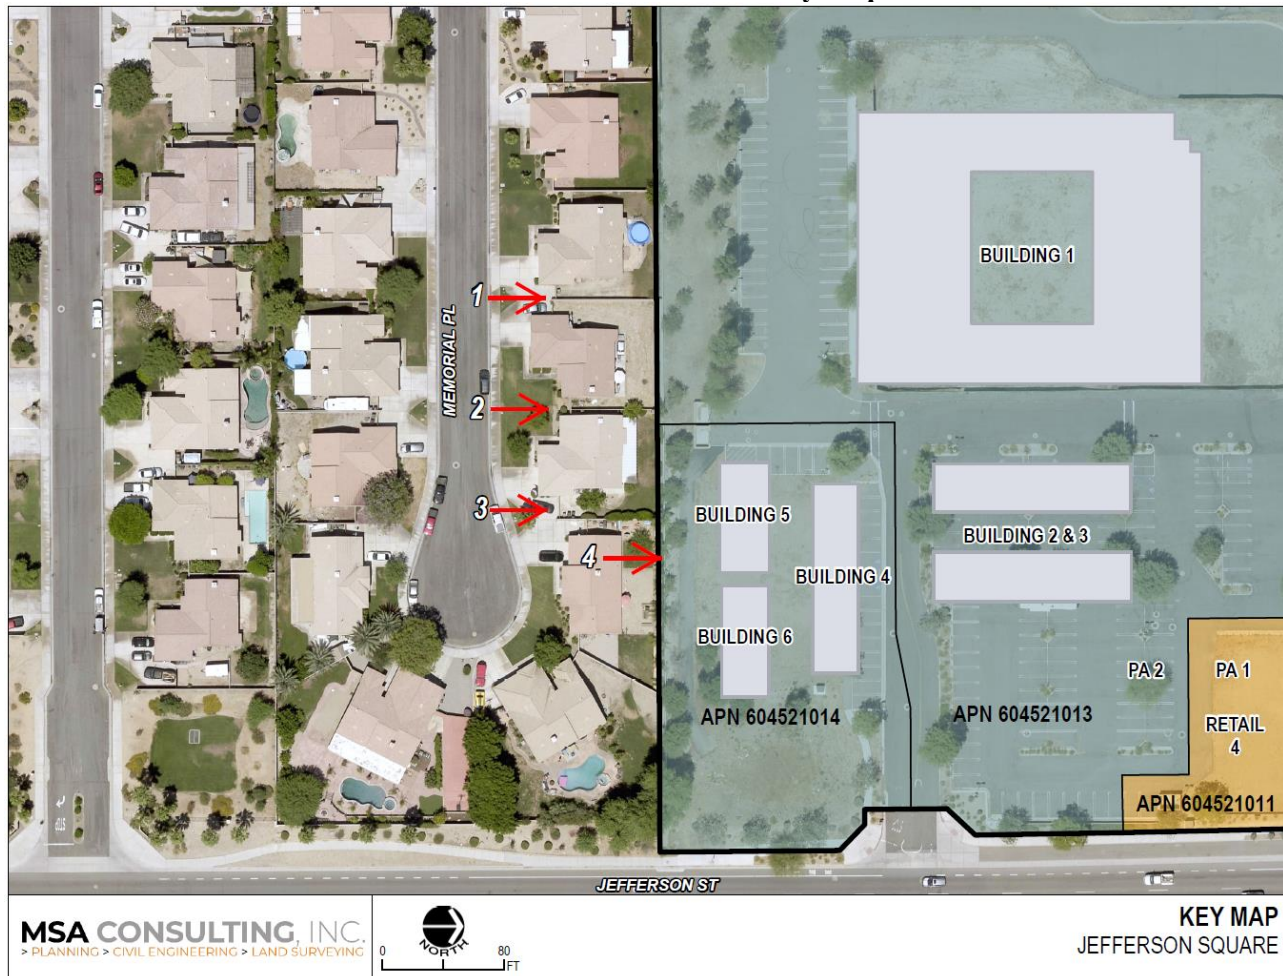 BUILDING 1
1
MEMORIAL PL
2
3
4
BUILDING 5
BUILDING 4
BUILDING 6
BUILDING 2 & 3
APN 604521014
APN 604521013
PA 2
PA 1
RETAIL
4
APN 604521011
STOP
JEFFERSON ST
MSA CONSULTING, INC.
> PLANNING > CIVIL ENGINEERING > LAND SURVEYING
NORTH
0 80
FT
KEY MAP
JEFFERSON SQUARE